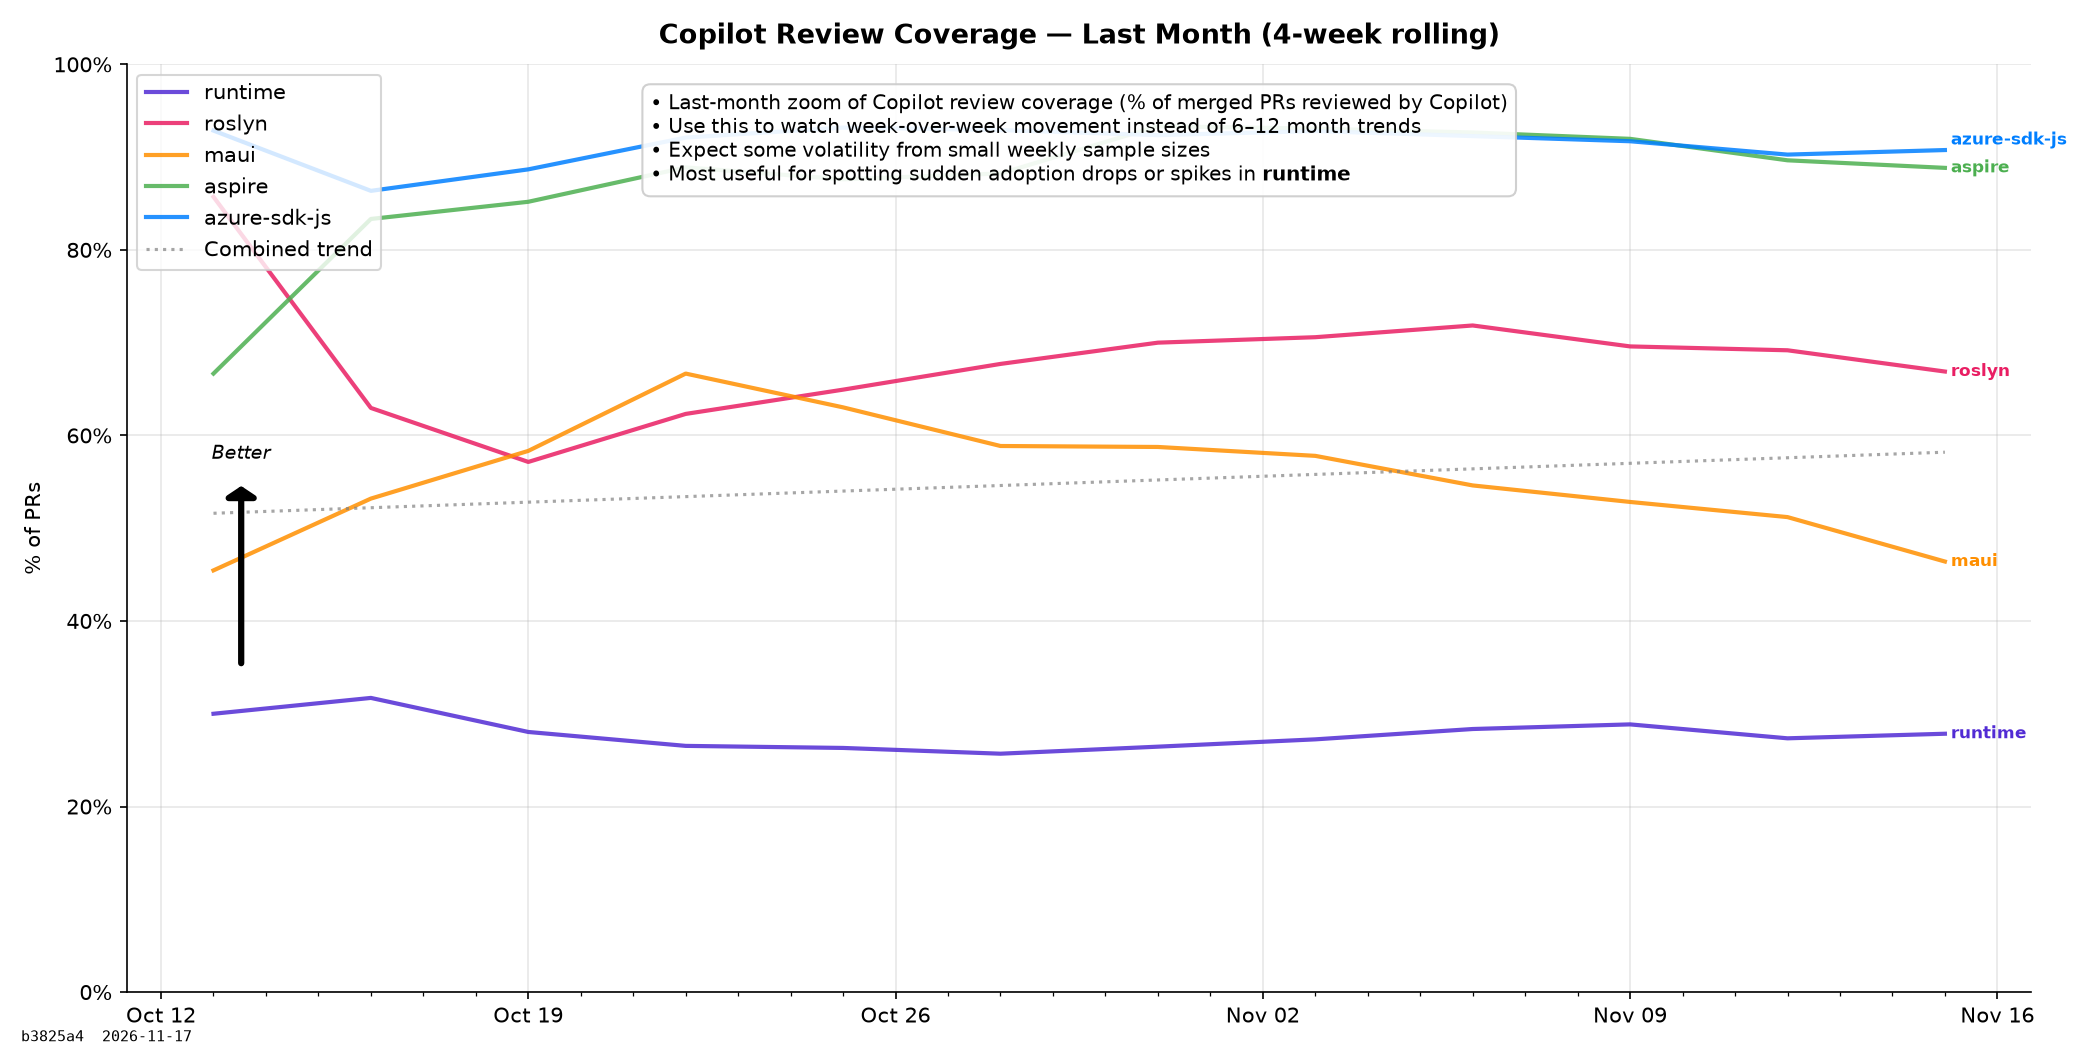 Copilot Review Coverage — Last Month (4-week rolling)
100%
80%
60%
40%
20%
0%
% of PRs
runtime
roslyn
maui
aspire
azure-sdk-js
Combined trend
• Last-month zoom of Copilot review coverage (% of merged PRs reviewed by Copilot)
• Use this to watch week-over-week movement instead of 6–12 month trends
• Expect some volatility from small weekly sample sizes
• Most useful for spotting sudden adoption drops or spikes in runtime
azure-sdk-js
aspire
roslyn
Better
maui
runtime
Oct 12
Oct 19
Oct 26
Nov 02
Nov 09
Nov 16
b3825a4 2026-11-17